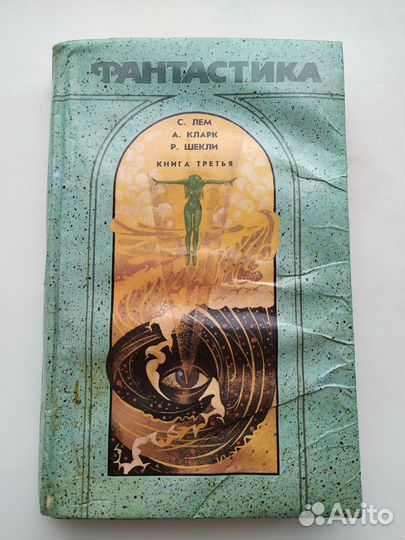 ФАНТАСТИКА
С. ЛЕМ
А. КЛАРК
Р. ШЕКЛИ
КНИГА ТРЕТЬЯ
Avito